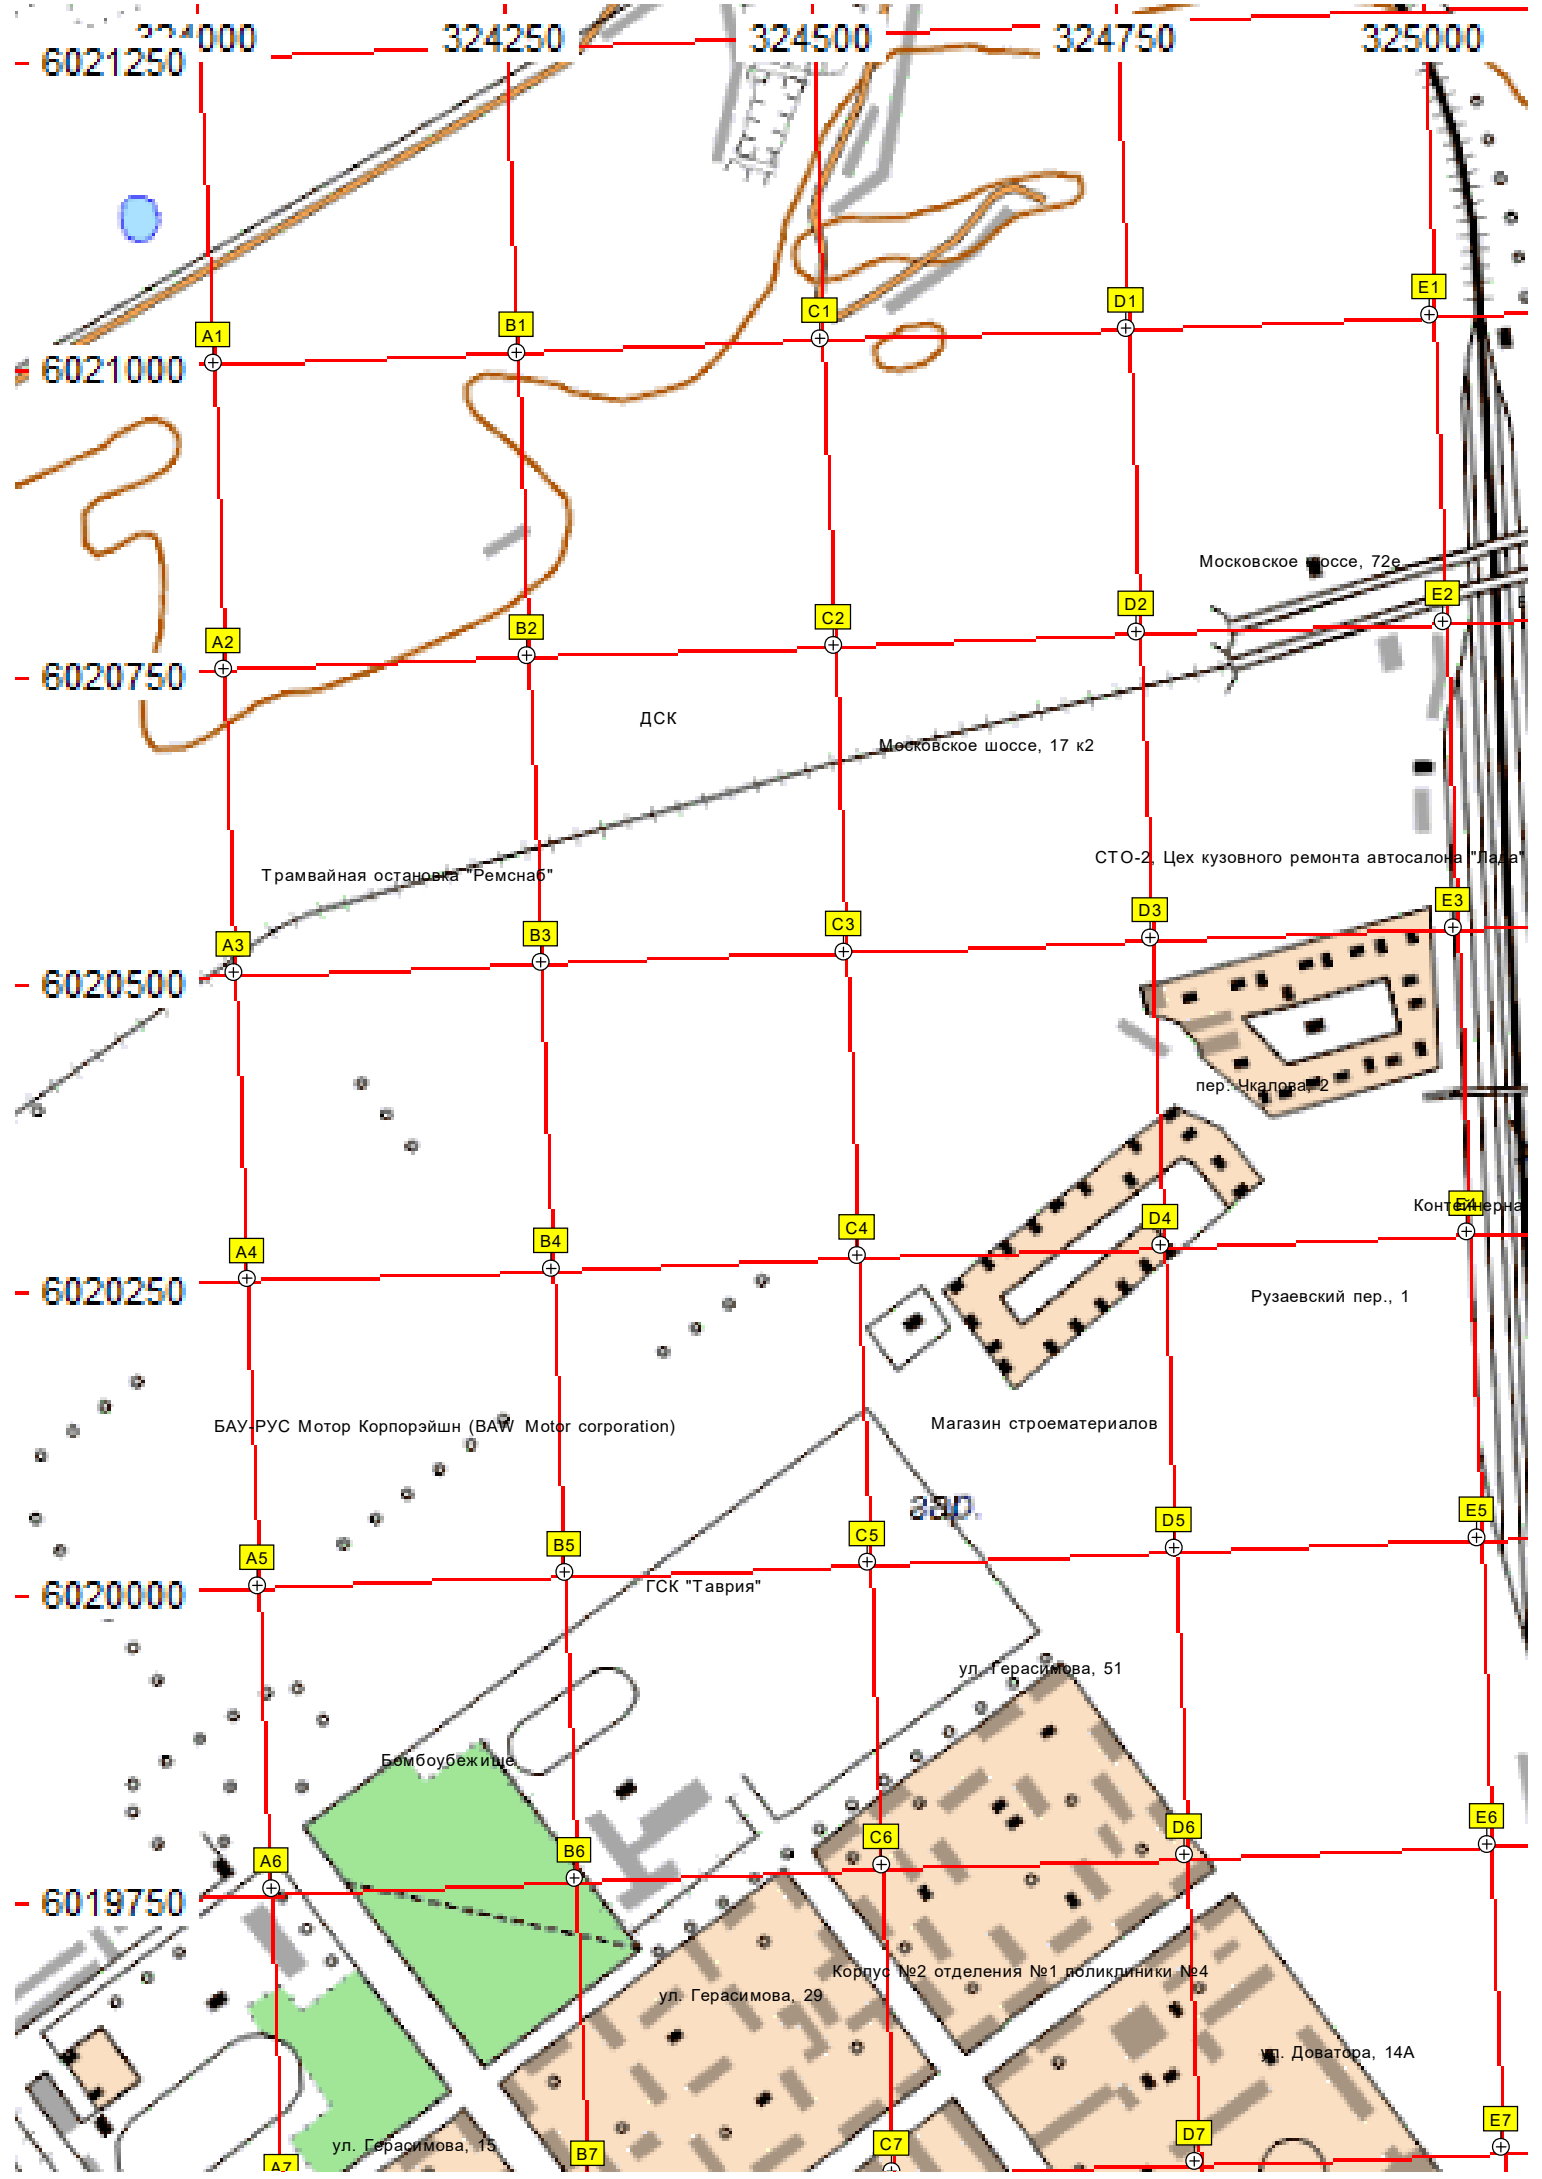 324000 324250 324500 324750 325000
6021250
A1 B1 C1 D1 E1
6021000
Московское шоссе, 72е
A2 B2 C2 D2 E2
6020750
ДСК
Московское шоссе, 17 к2
СТО-2, Цех кузовного ремонта автосалона "Лада"
Трамвайная остановка "Ремснаб"
A3 B3 C3 D3 E3
6020500
пер. Чкалова, 2
Контейнерна
A4 B4 C4 D4 E4
6020250
Рузаевский пер., 1
БАУ-РУС Мотор Корпорэйшн (BAW Motor corporation)
Магазин строематериалов
зар.
A5 B5 C5 D5 E5
6020000
ГСК "Таврия"
ул. Герасимова, 51
Бомбоубежище
A6 B6 C6 D6 E6
6019750
Корпус №2 отделения №1 поликлиники №4
ул. Герасимова, 29
ул. Доватора, 14А
ул. Герасимова, 15
A7 B7 C7 D7 E7